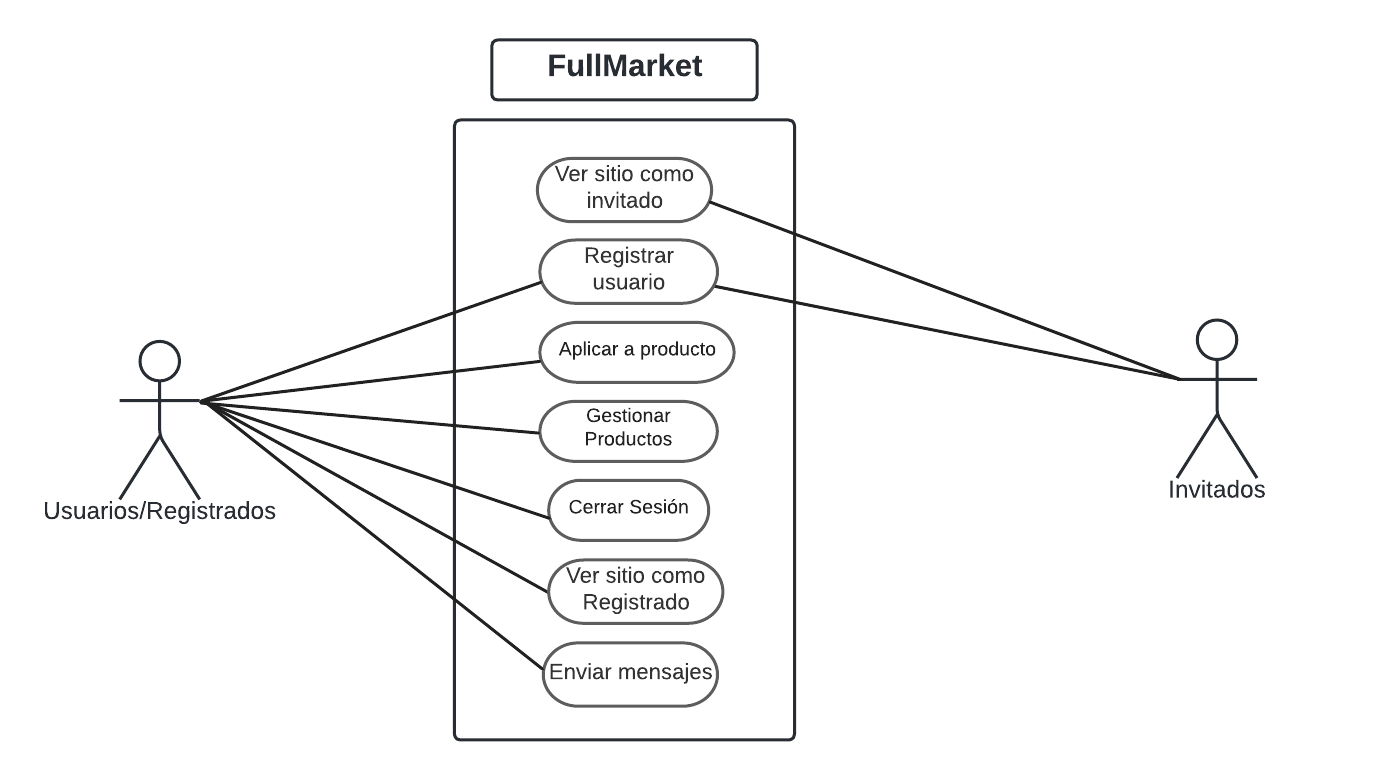 FullMarket
Ver sitio como
invitado
Registrar
usuario
Aplicar a producto
Gestionar
Productos
Cerrar Sesión
Ver sitio como
Registrado
Enviar mensajes
Usuarios/Registrados
Invitados